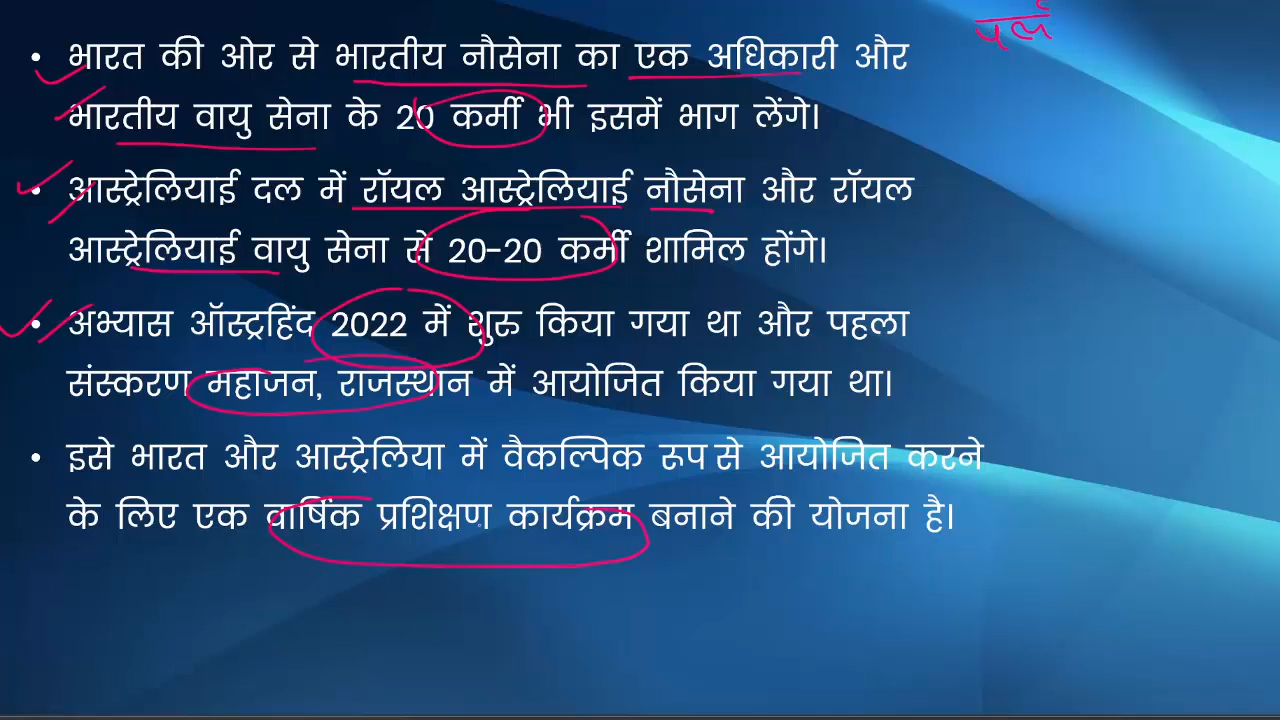 • भारत की ओर से भारतीय नौसेना का एक अधिकारी और
भारतीय वायु सेना के 20 कर्मी भी इसमें भाग लेंगे।
• आस्ट्रेलियाई दल में रॉयल आस्ट्रेलियाई नौसेना और रॉयल
आस्ट्रेलियाई वायु सेना से 20-20 कर्मी शामिल होंगे।
• अभ्यास ऑस्ट्रहिंद 2022 में शुरु किया गया था और पहला
संस्करण महाजन, राजस्थान में आयोजित किया गया था।
• इसे भारत और आस्ट्रेलिया में वैकल्पिक रूप से आयोजित करने
के लिए एक वार्षिक प्रशिक्षण कार्यक्रम बनाने की योजना है।